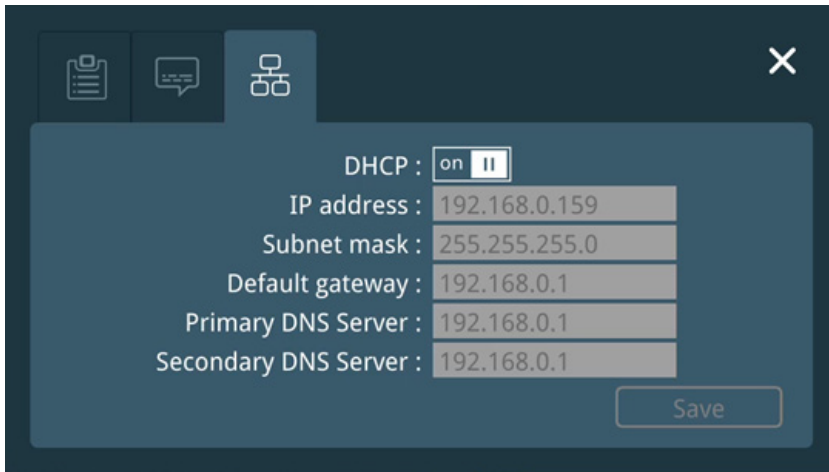 DHCP : on
IP address : 192.168.0.159
Subnet mask : 255.255.255.0
Default gateway : 192.168.0.1
Primary DNS Server : 192.168.0.1
Secondary DNS Server : 192.168.0.1
Save